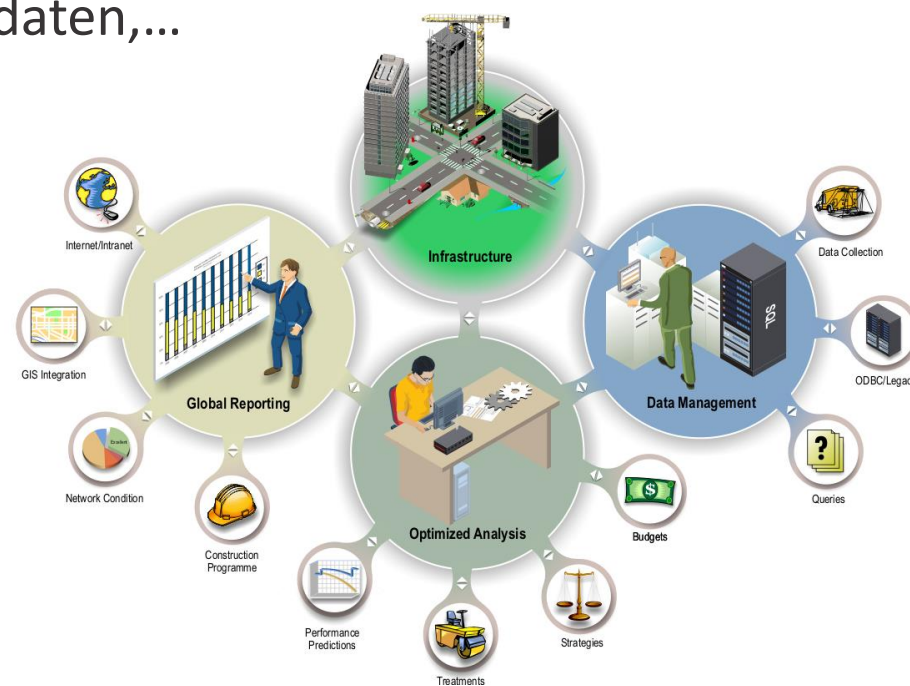 daten,...
Infrastructure
Internet/Intranet
Data Collection
SQL
GIS Integration
ODBC/Legac
Global Reporting
Data Management
Excellent
Network Condition
Queries
$
?
Construction
Programme
Optimized Analysis
Budgets
Performance
Predictions
Strategies
Treatments